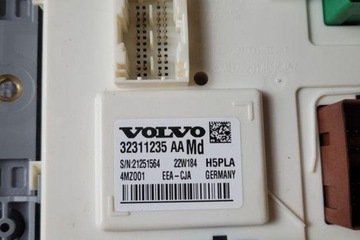 VOLVO
32311235 AA Md
S/N:21251564 22W184 H5PLA
4MZ001 EEA-CJA GERMANY